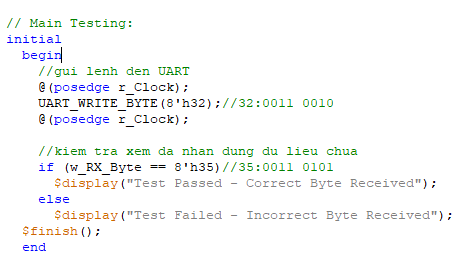 // Main Testing:
initial
begin
//gui lenh den UART
@(posedge r_Clock);
UART_WRITE_BYTE(8'h32);//32:0011 0010
@(posedge r_Clock);
//kiem tra xem da nhan dung du lieu chua
if (w_RX_Byte == 8'h35)//35:0011 0101
$display("Test Passed - Correct Byte Received");
else
$display("Test Failed - Incorrect Byte Received");
$finish();
end